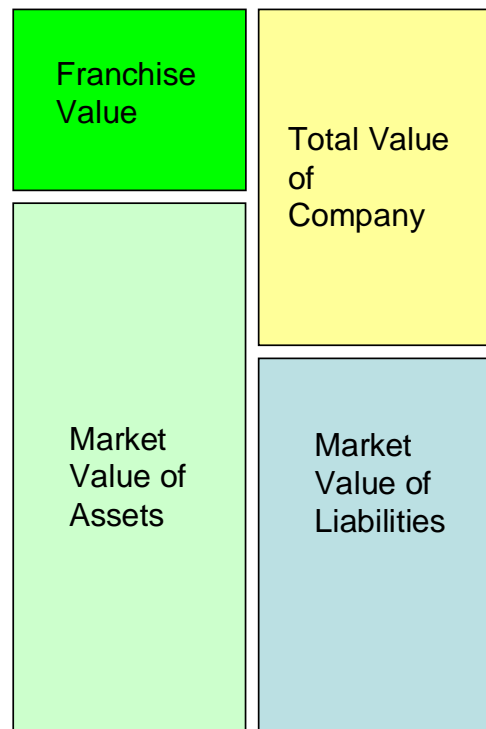 Franchise
Value
Total Value
of
Company
Market
Value of
Assets
Market
Value of
Liabilities